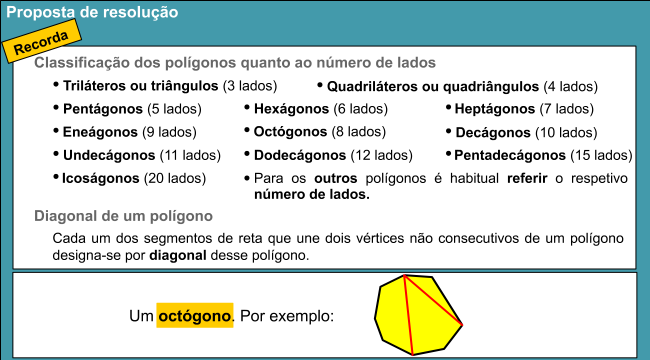 Proposta de resolução
Recorda
Classificação dos polígonos quanto ao número de lados
• Triláteros ou triângulos (3 lados) • Quadriláteros ou quadriângulos (4 lados)
• Pentágonos (5 lados) • Hexágonos (6 lados) • Heptágonos (7 lados)
• Eneágonos (9 lados) • Octógonos (8 lados) • Decágonos (10 lados)
• Undecágonos (11 lados) • Dodecágonos (12 lados) • Pentadecágonos (15 lados)
• Icoságonos (20 lados) • Para os outros polígonos é habitual referir o respetivo
número de lados.
Diagonal de um polígono
Cada um dos segmentos de reta que une dois vértices não consecutivos de um polígono
designa-se por diagonal desse polígono.
Um octógono. Por exemplo: